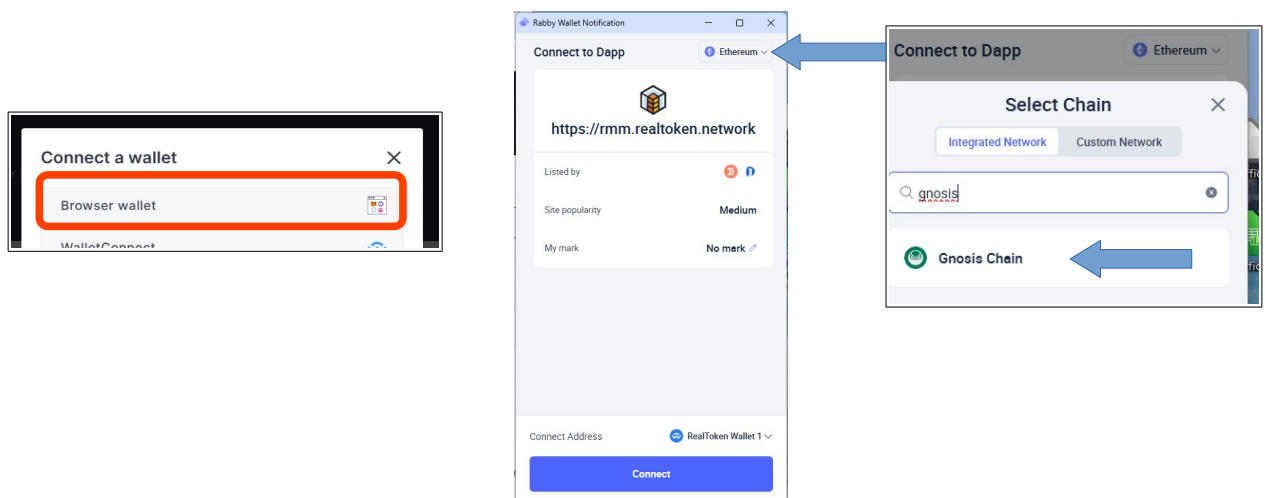 Connect a wallet
Browser wallet
WalletConnect
Rabby Wallet Notification
Connect to Dapp
Ethereum
https://rmm.realtoken.network
Listed by
Site popularity
Medium
My mark
No mark
Connect Address
RealToken Wallet 1
Connect
Connect to Dapp
Ethereum
Select Chain
Integrated Network
Custom Network
gnosis
Gnosis Chain